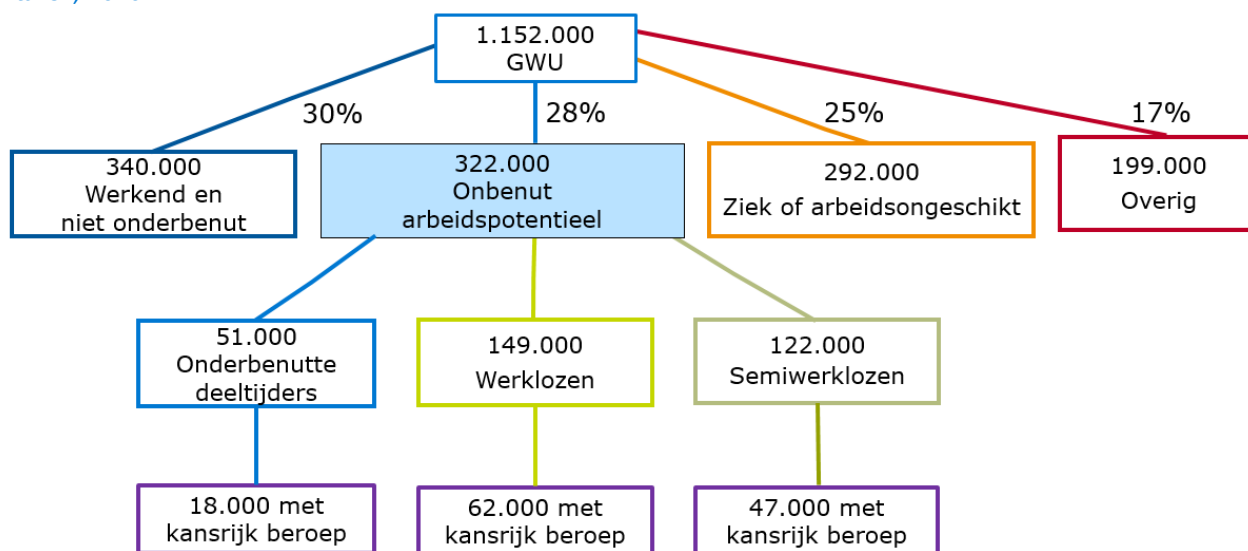 1.152.000
GWU
30%
28%
25%
17%
340.000
Werkend en
niet onderbenut
322.000
Onbenut
arbeidspotentieel
292.000
Ziek of arbeidsongeschikt
199.000
Overig
51.000
Onderbenutte
deeltijders
149.000
Werklozen
122.000
Semiwerklozen
18.000 met
kansrijk beroep
62.000 met
kansrijk beroep
47.000 met
kansrijk beroep